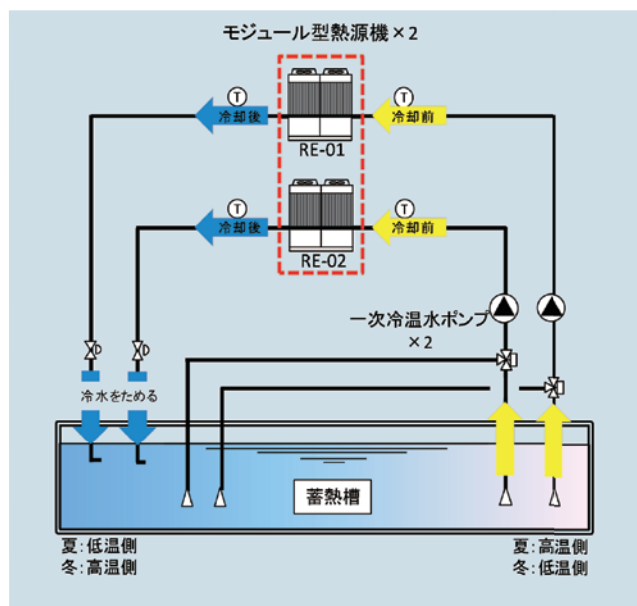 モジュール型熱源機×2
T
T
冷却後
冷却前
RE-01
T
T
冷却後
冷却前
RE-02
一次冷温水ポンプ
×2
冷水をためる
蓄熱槽
夏:低温側
冬:高温側
夏:高温側
冬:低温側